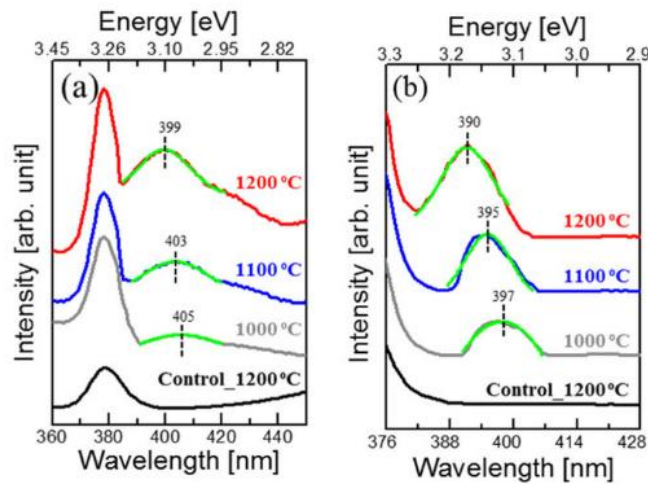 Energy [eV]
3.45 3.26 3.10 2.95 2.82
(a)
399
1200°C
403
1100°C
405
1000°C
Control_1200°C
Intensity [arb. unit]
360 380 400 420 440
Wavelength [nm]
Energy [eV]
3.3 3.2 3.1 3.0 2.9
(b)
390
1200°C
395
1100°C
397
1000°C
Control_1200°C
Intensity [arb. unit]
376 388 400 414 428
Wavelength [nm]